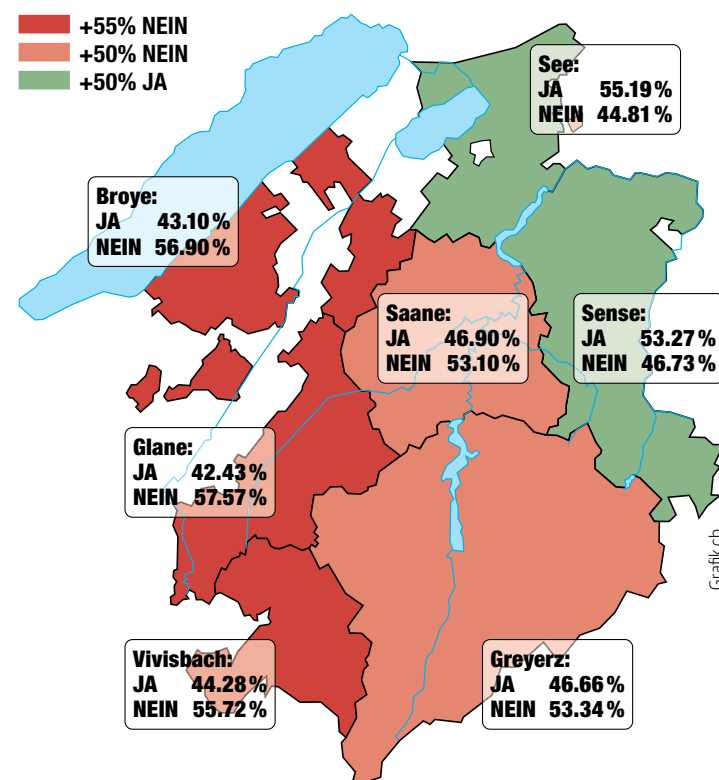 +55% NEIN
+50% NEIN
+50% JA
See:
JA 55.19%
NEIN 44.81%
Broye:
JA 43.10%
NEIN 56.90%
Saane:
JA 46.90%
NEIN 53.10%
Sense:
JA 53.27%
NEIN 46.73%
Glane:
JA 42.43%
NEIN 57.57%
Vivisbach:
JA 44.28%
NEIN 55.72%
Greyerz:
JA 46.66%
NEIN 53.34%
Grafik ch